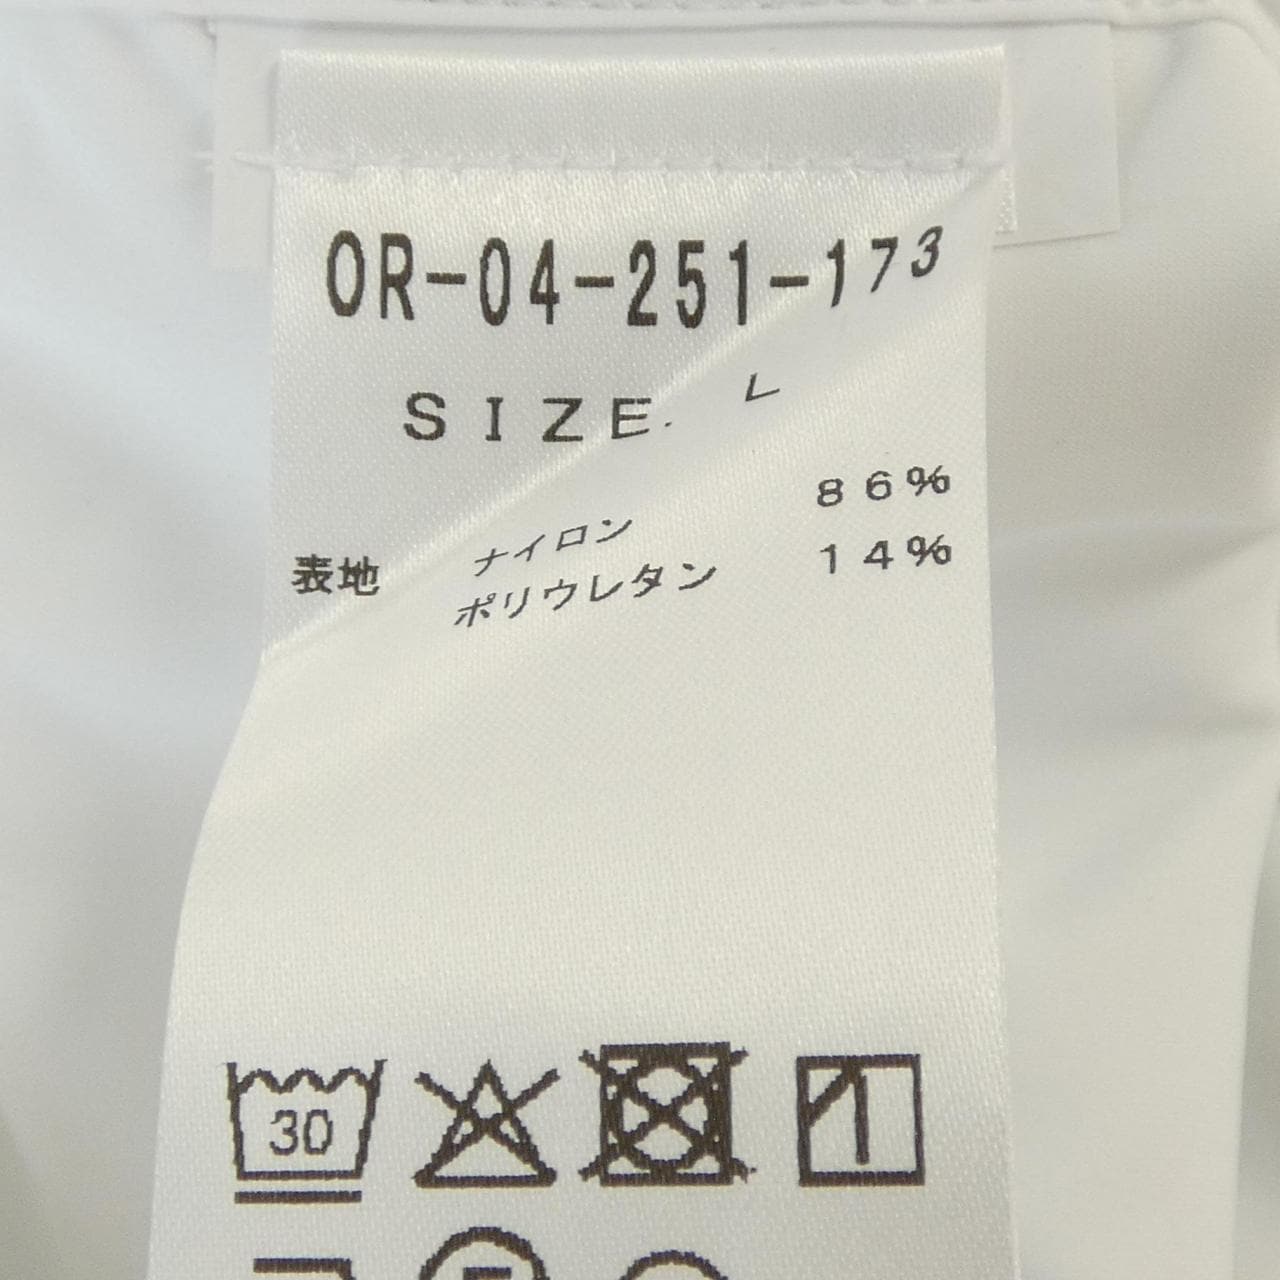 OR-04-251-173
SIZE. L
表地 ナイロン 86%
ポリウレタン 14%
30